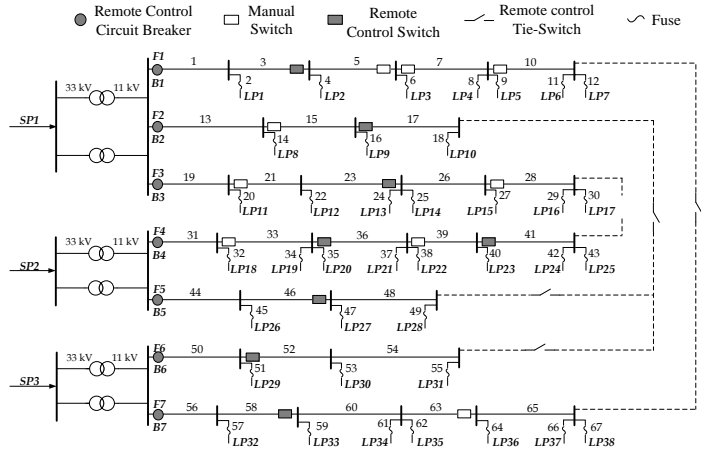 Remote Control Circuit Breaker
Manual Switch
Remote Control Switch
Remote control Tie-Switch
Fuse
33 kV 11 kV
SP1
F1
B1
1 3 5 7 10
2 4 6 8 9 11 12
LP1 LP2 LP3 LP4 LP5 LP6 LP7
F2
B2
13 15 17
14 16 18
LP8 LP9 LP10
F3
B3
19 21 23 26 28
20 22 24 25 27 29 30
LP11 LP12 LP13 LP14 LP15 LP16 LP17
33 kV 11 kV
SP2
F4
B4
31 33 36 39 41
32 34 35 37 38 40 42 43
LP18 LP19 LP20 LP21 LP22 LP23 LP24 LP25
F5
B5
44 46 48
45 47 49
LP26 LP27 LP28
33 kV 11 kV
SP3
F6
B6
50 52 54
51 53 55
LP29 LP30 LP31
F7
B7
56 58 60 63 65
57 59 61 62 64 66 67
LP32 LP33 LP34 LP35 LP36 LP37 LP38